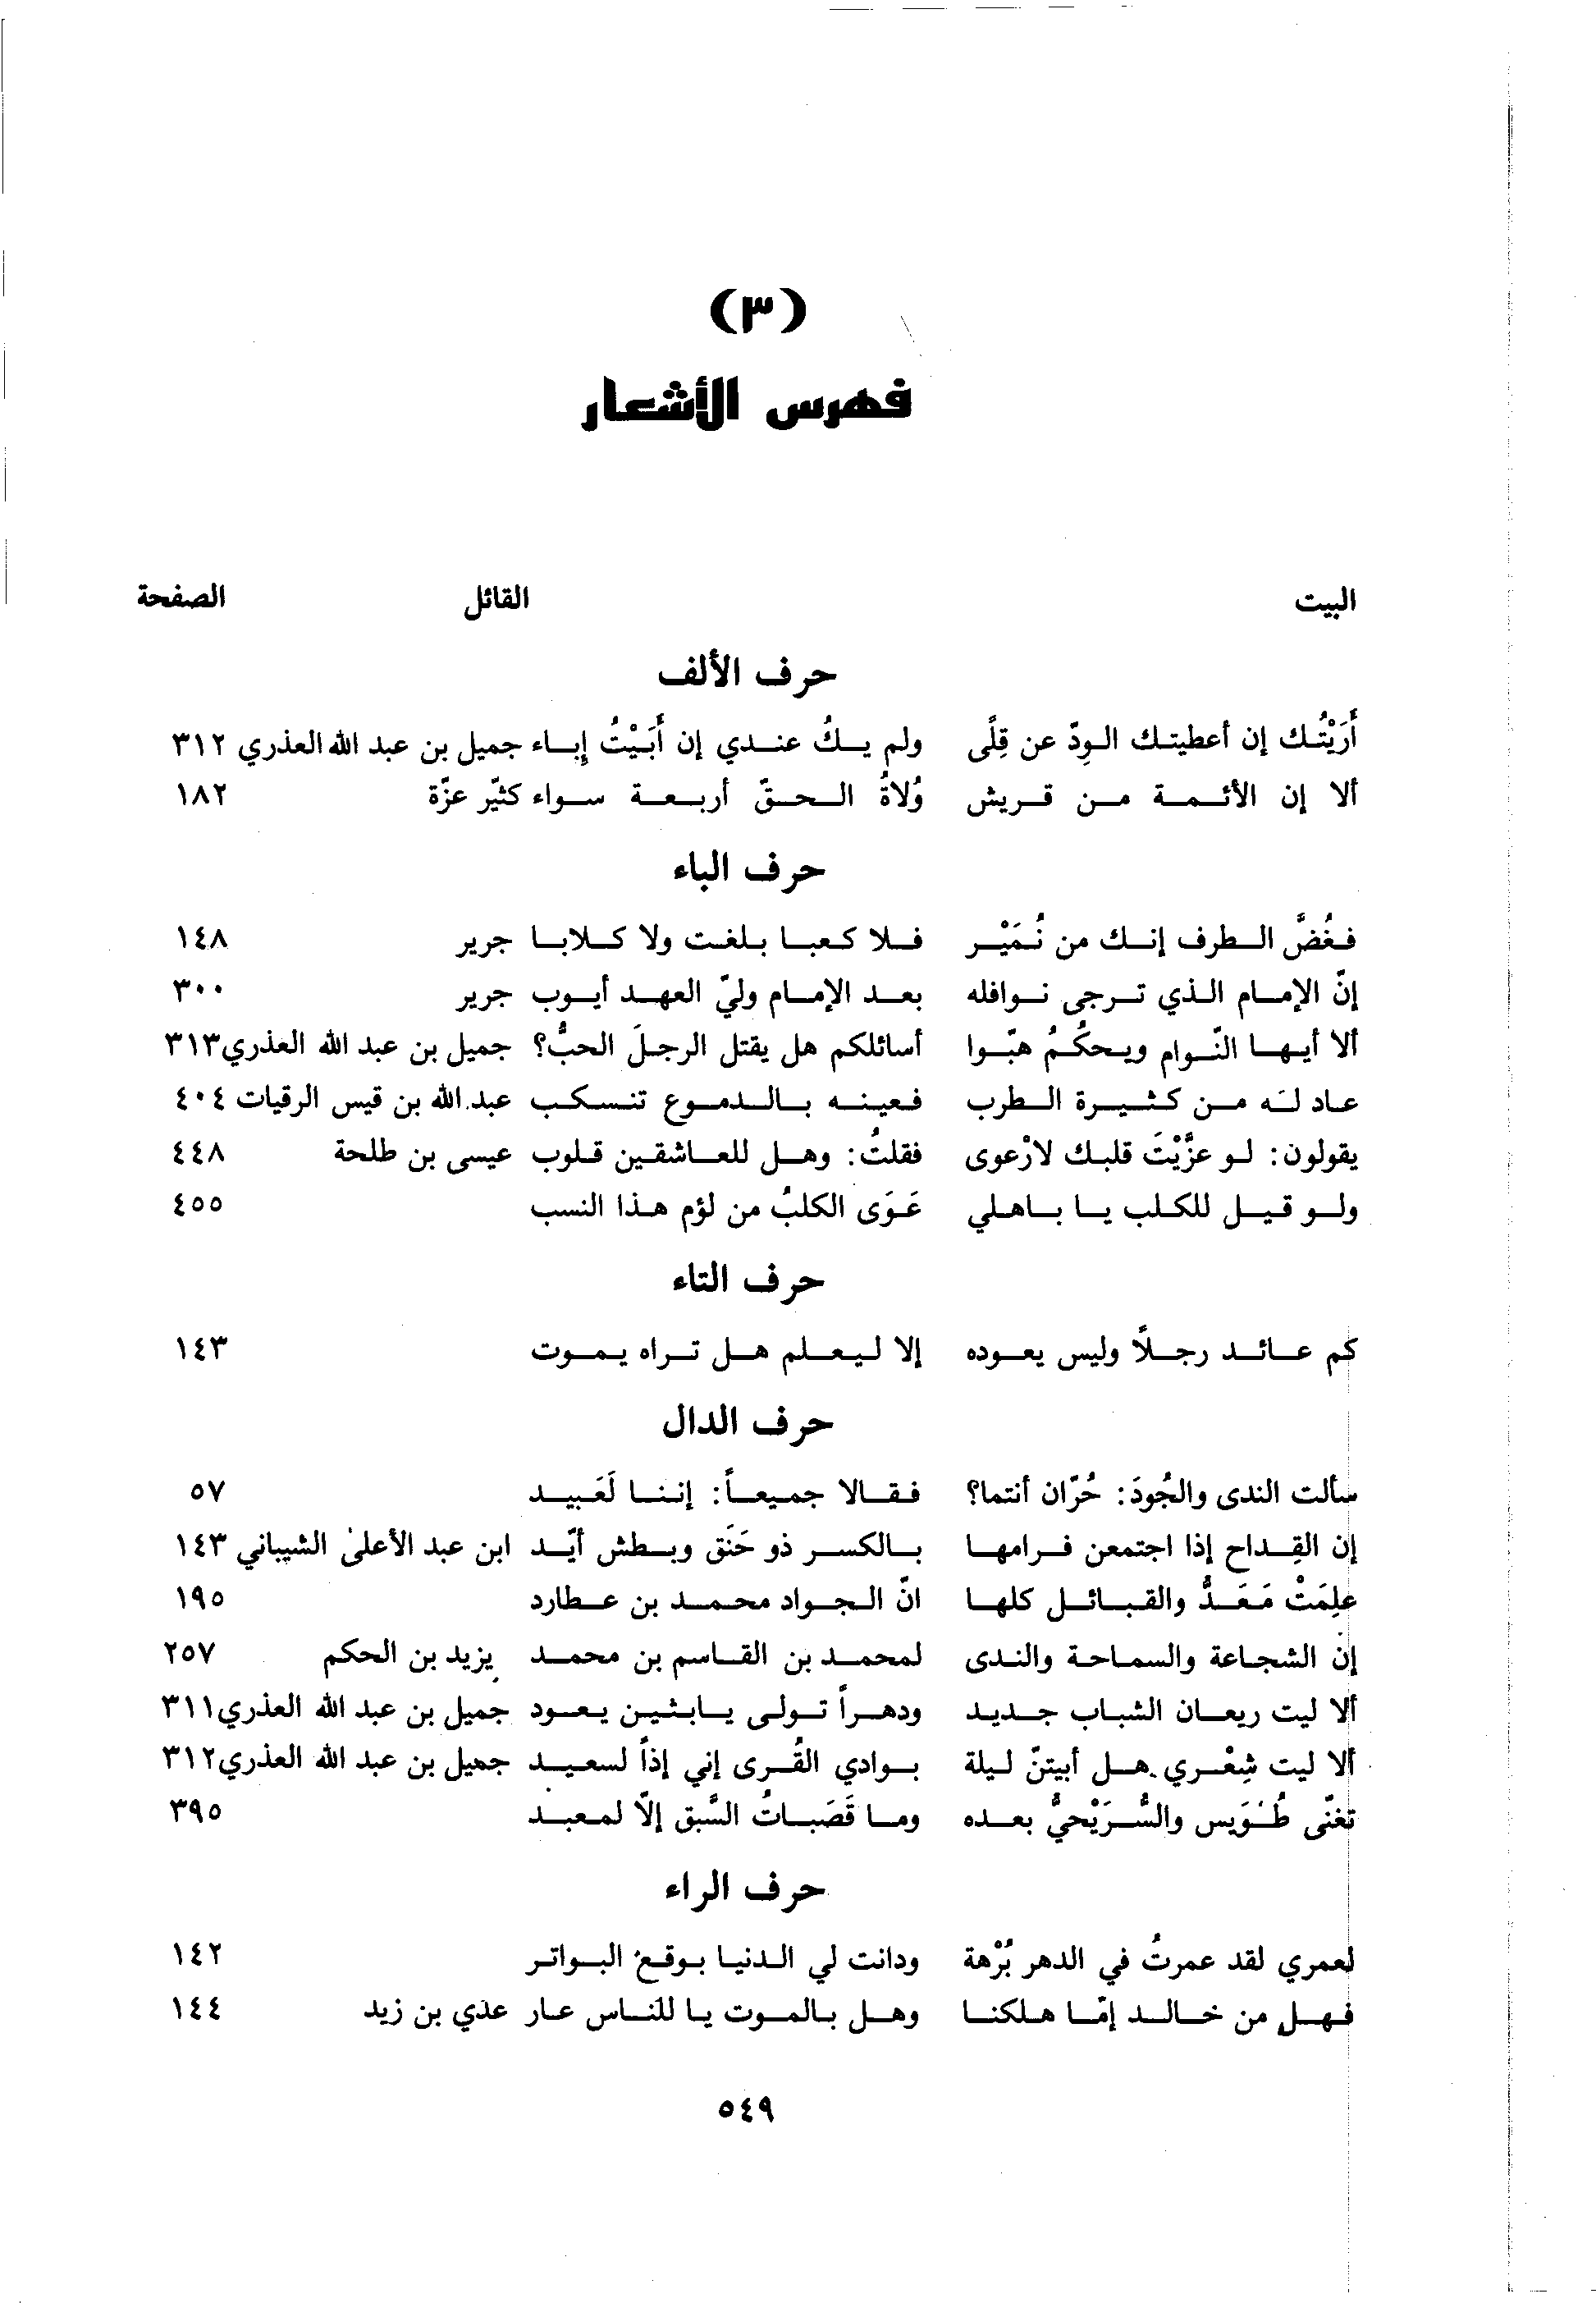 (٣)
فهرس الأشعار
البيت القائل الصفحة
حرف الألف
أَرَيْتُك إن أعطيتك الودّ عن قِلًى ولم يكُ عندي إن أَبَيْتُ إباء جميل بن عبد الله العذري ٣١٢
ألا إن الأئمة من قريش وُلاةُ الحقّ أربعة سواء كثيّر عزّة ١٨٢
حرف الباء
فغُضَّ الطرف إنك من نُمَيْر فلا كعبا بلغت ولا كلابا جرير ١٤٨
إنّ الإمام الذي ترجى نوافله بعد الإمام وليّ العهد أيوب جرير ٣٠٠
ألا أيها النّوام ويحكُمُ هبّوا أسائلكم هل يقتل الرجلَ الحبُّ؟ جميل بن عبد الله العذري ٣١٣
عاد له من كثيرة الطرب فعينه بالدموع تنسكب عبد الله بن قيس الرقيات ٤٠٤
يقولون: لو عزَّيْتَ قلبك لارْعوى فقلتُ: وهل للعاشقين قلوب عيسى بن طلحة ٤٤٨
ولو قيل للكلب يا باهلي عَوَى الكلبُ من لؤم هذا النسب ٤٥٥
حرف التاء
كم عائد رجلاً وليس يعوده إلا ليعلم هل تراه يموت ١٤٣
حرف الدال
سألت الندى والجُودَ: حُرّان أنتما؟ فقالا جميعاً: إننا لَعَبيد ٥٧
إن القِداح إذا اجتمعن فرامها بالكسر ذو حَنَق وبطش أيّد ابن عبد الأعلىٰ الشيباني ١٤٣
علِمَتْ مَعَدُّ والقبائل كلها انّ الجواد محمد بن عطارد ١٩٥
إن الشجاعة والسماحة والندى لمحمد بن القاسم بن محمد يزيد بن الحكم ٢٥٧
ألا ليت ريعان الشباب جديد ودهراً تولى يابثين يعود جميل بن عبد الله العذري ٣١١
ألا ليت شِعْري هل أبيتنّ ليلة بوادي القُرى إني إذاً لسعيد جميل بن عبد الله العذري ٣١٢
تغنّى طُوَيس والسُّرَيْحيُّ بعده وما قَصَباتُ السَّبق إلاّ لمعبد ٣٩٥
حرف الراء
لعمري لقد عمرتُ في الدهر بُرْهة ودانت لي الدنيا بوقع البواتر ١٤٢
فهل من خالد إمّا هلكنا وهل بالموت يا للناس عار عدي بن زيد ١٤٤
٥٤٩